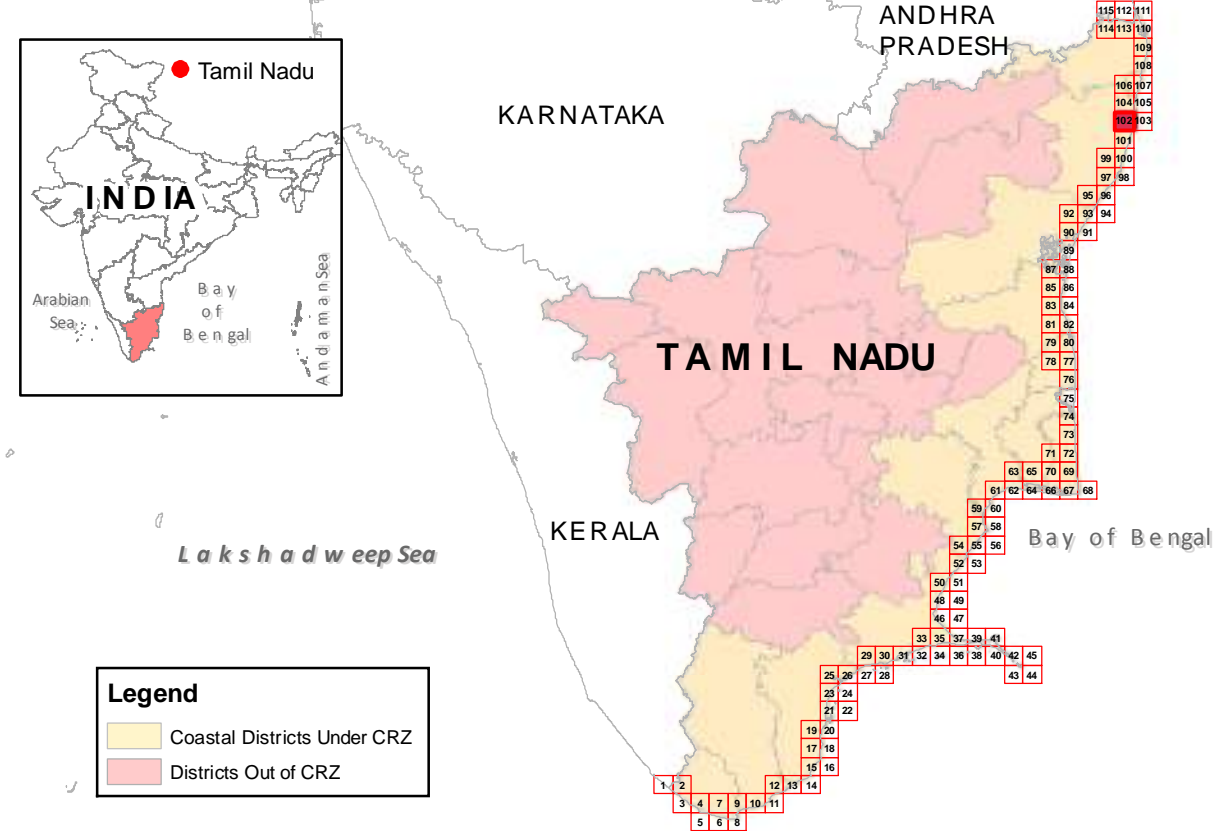 115 112 111
ANDHRA
PRADESH
114 113 110
Tamil Nadu
109
108
106 107
KARNATAKA
104 105
102 103
101
99 100
97 98
INDIA
95 96
92 93 94
90 91
89
87 88
Arabian
Sea
Bay
of
Bengal
Andaman Sea
85 86
83 84
81 82
TAMIL NADU
79 80
78 77
76
75
74
73
71 72
63 65 70 69
61 62 64 66 67 68
59 60
57 58
KERALA
Bay of Bengal
Lakshadweep Sea
54 55 56
52 53
50 51
48 49
46 47
33 35 37 39 41
29 30 31 32 34 36 38 40 42 45
25 26 27 28 43 44
Legend
23 24
21 22
Coastal Districts Under CRZ
19 20
17 18
Districts Out of CRZ
15 16
1 2 12 13 14
3 4 7 9 10 11
5 6 8